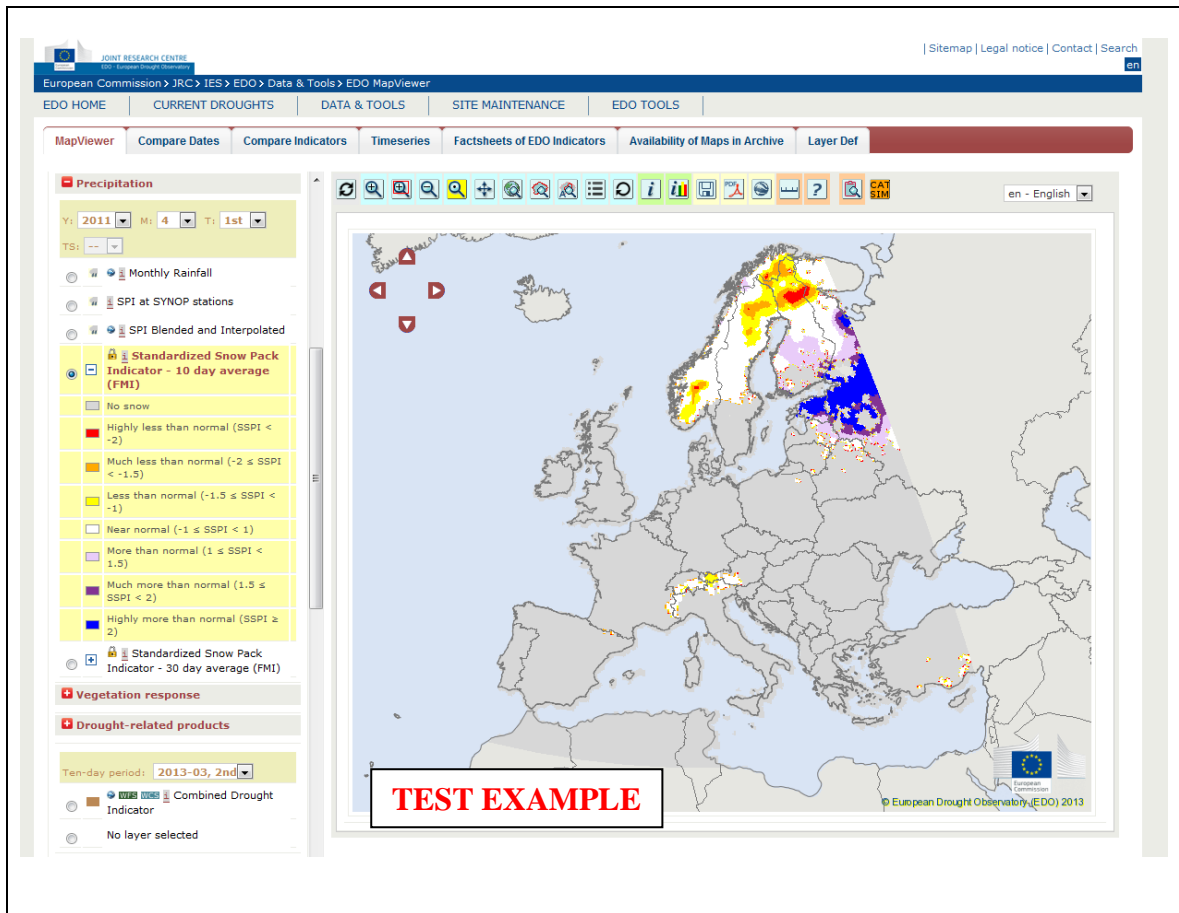 JOINT RESEARCH CENTRE
EDO - European Drought Observatory
| Sitemap | Legal notice | Contact | Search
en
European Commission > JRC > IES > EDO > Data & Tools > EDO MapViewer
EDO HOME
CURRENT DROUGHTS
DATA & TOOLS
SITE MAINTENANCE
EDO TOOLS
MapViewer
Compare Dates
Compare Indicators
Timeseries
Factsheets of EDO Indicators
Availability of Maps in Archive
Layer Def
Precipitation
Y: 2011 M: 4 T: 1st
TS: --
Monthly Rainfall
SPI at SYNOP stations
SPI Blended and Interpolated
Standardized Snow Pack
Indicator - 10 day average
(FMI)
No snow
Highly less than normal (SSPI <
-2)
Much less than normal (-2 ≤ SSPI
< -1.5)
Less than normal (-1.5 ≤ SSPI <
-1)
Near normal (-1 ≤ SSPI < 1)
More than normal (1 ≤ SSPI <
1.5)
Much more than normal (1.5 ≤
SSPI < 2)
Highly more than normal (SSPI ≥
2)
Standardized Snow Pack
Indicator - 30 day average (FMI)
Vegetation response
Drought-related products
Ten-day period: 2013-03, 2nd
WFS WCS Combined Drought
Indicator
No layer selected
CAT
SIM
en - English
European
Commission
© European Drought Observatory (EDO) 2013
TEST EXAMPLE